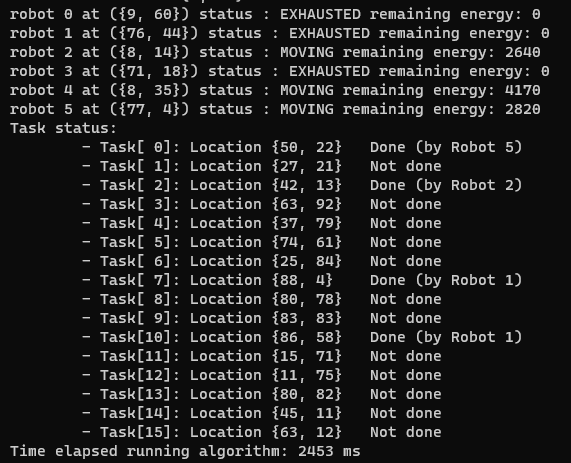 robot 0 at ({9, 60}) status : EXHAUSTED remaining energy: 0
robot 1 at ({76, 44}) status : EXHAUSTED remaining energy: 0
robot 2 at ({8, 14}) status : MOVING remaining energy: 2640
robot 3 at ({71, 18}) status : EXHAUSTED remaining energy: 0
robot 4 at ({8, 35}) status : MOVING remaining energy: 4170
robot 5 at ({77, 4}) status : MOVING remaining energy: 2820
Task status:
- Task[ 0]: Location {50, 22}   Done (by Robot 5)
- Task[ 1]: Location {27, 21}   Not done
- Task[ 2]: Location {42, 13}   Done (by Robot 2)
- Task[ 3]: Location {63, 92}   Not done
- Task[ 4]: Location {37, 79}   Not done
- Task[ 5]: Location {74, 61}   Not done
- Task[ 6]: Location {25, 84}   Not done
- Task[ 7]: Location {88, 4}    Done (by Robot 1)
- Task[ 8]: Location {80, 78}   Not done
- Task[ 9]: Location {83, 83}   Not done
- Task[10]: Location {86, 58}   Done (by Robot 1)
- Task[11]: Location {15, 71}   Not done
- Task[12]: Location {11, 75}   Not done
- Task[13]: Location {80, 82}   Not done
- Task[14]: Location {45, 11}   Not done
- Task[15]: Location {63, 12}   Not done
Time elapsed running algorithm: 2453 ms